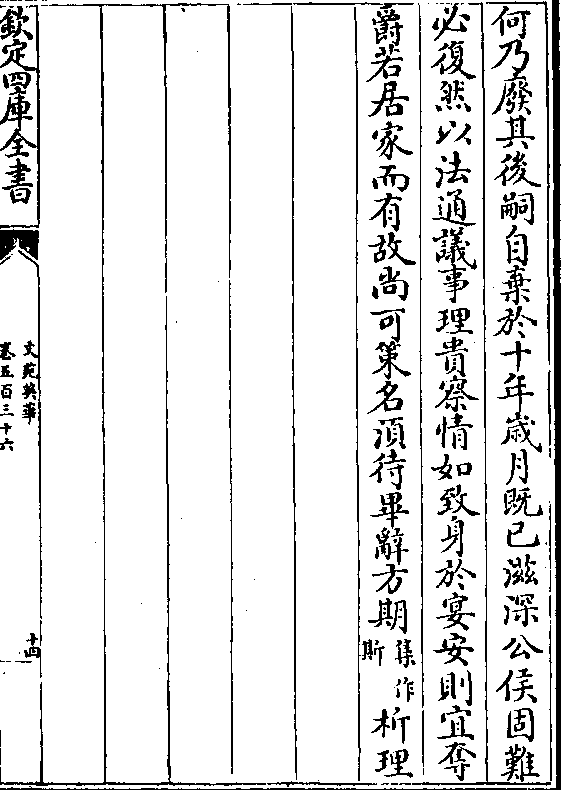 何乃廢其後嗣自棄於十年歳月既已滋深公侯固難
必復然以法通議事理貴察情如致身於宴安則宜奪
爵若居家而有故尚可策名湏待畢辭方期集作斯析理
欽定四庫全書
文苑英華
卷五百三十六
十四